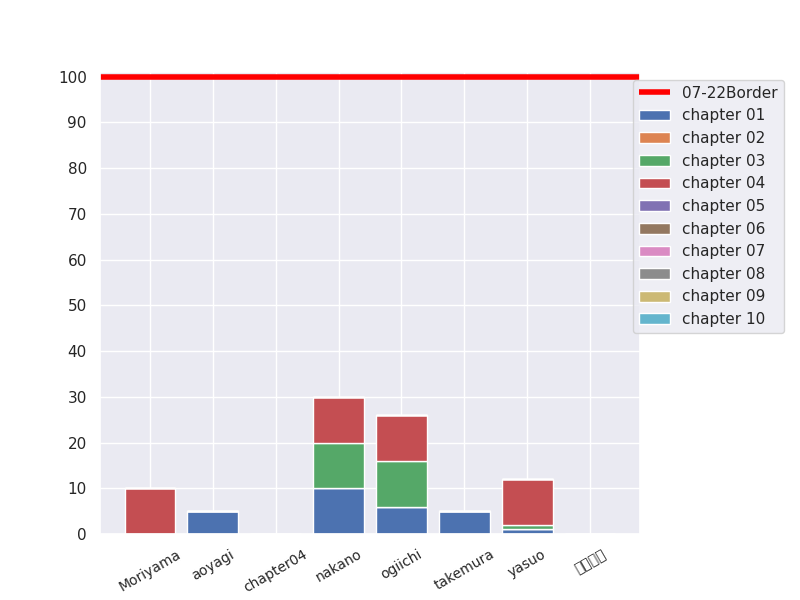 100
90
80
70
60
50
40
30
20
10
0
07-22Border
chapter 01
chapter 02
chapter 03
chapter 04
chapter 05
chapter 06
chapter 07
chapter 08
chapter 09
chapter 10
Moriyama
aoyagi
chapter04
nakano
ogiichi
takemura
yasuo